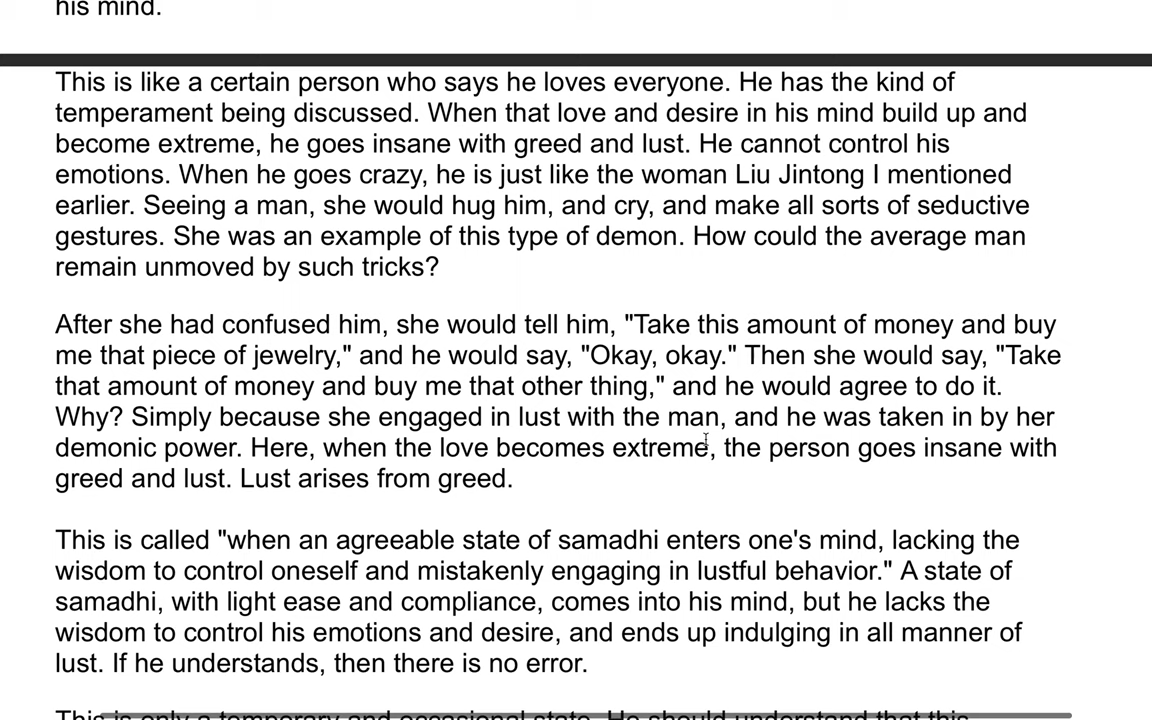 his mind.
This is like a certain person who says he loves everyone. He has the kind of
temperament being discussed. When that love and desire in his mind build up and
become extreme, he goes insane with greed and lust. He cannot control his
emotions. When he goes crazy, he is just like the woman Liu Jintong I mentioned
earlier. Seeing a man, she would hug him, and cry, and make all sorts of seductive
gestures. She was an example of this type of demon. How could the average man
remain unmoved by such tricks?
After she had confused him, she would tell him, "Take this amount of money and buy
me that piece of jewelry," and he would say, "Okay, okay." Then she would say, "Take
that amount of money and buy me that other thing," and he would agree to do it.
Why? Simply because she engaged in lust with the man, and he was taken in by her
demonic power. Here, when the love becomes extreme, the person goes insane with
greed and lust. Lust arises from greed.
This is called "when an agreeable state of samadhi enters one's mind, lacking the
wisdom to control oneself and mistakenly engaging in lustful behavior." A state of
samadhi, with light ease and compliance, comes into his mind, but he lacks the
wisdom to control his emotions and desire, and ends up indulging in all manner of
lust. If he understands, then there is no error.
This is only a temporary and occasional state. He should understand that this